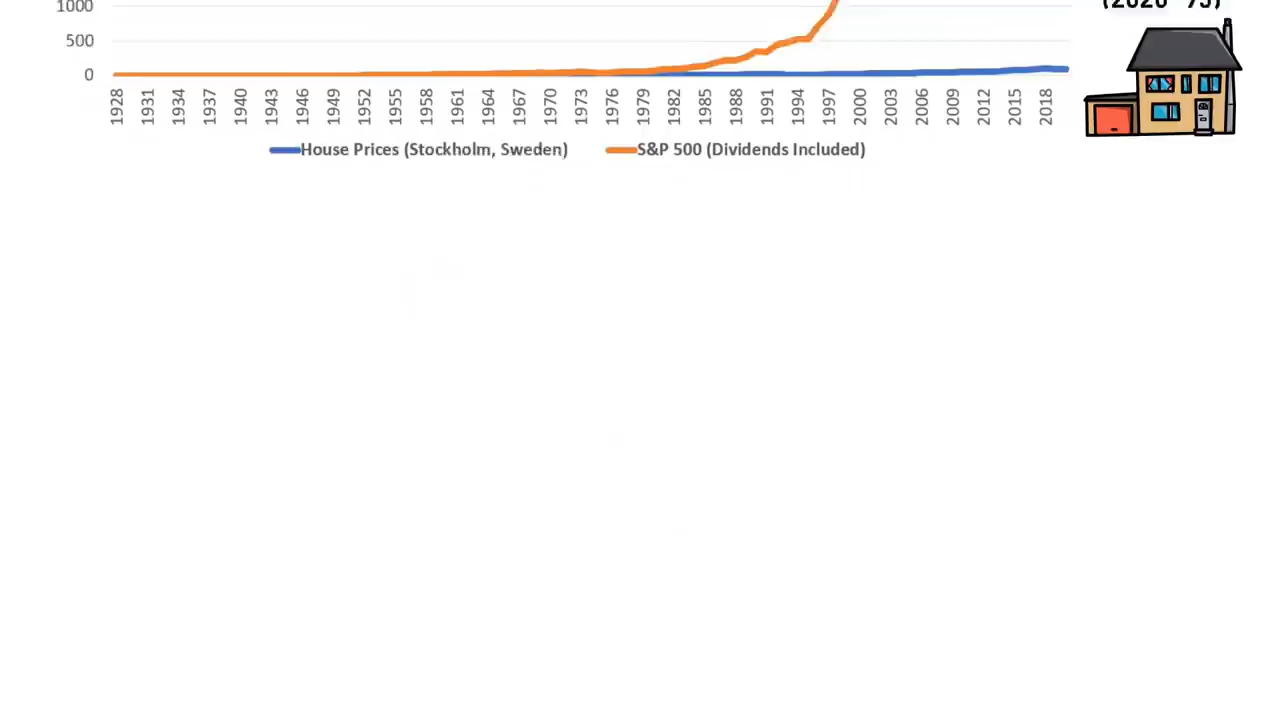 1000
500
0
1928 1931 1934 1937 1940 1943 1946 1949 1952 1955 1958 1961 1964 1967 1970 1973 1976 1979 1982 1985 1988 1991 1994 1997 2000 2003 2006 2009 2012 2015 2018
House Prices (Stockholm, Sweden) S&P 500 (Dividends Included)